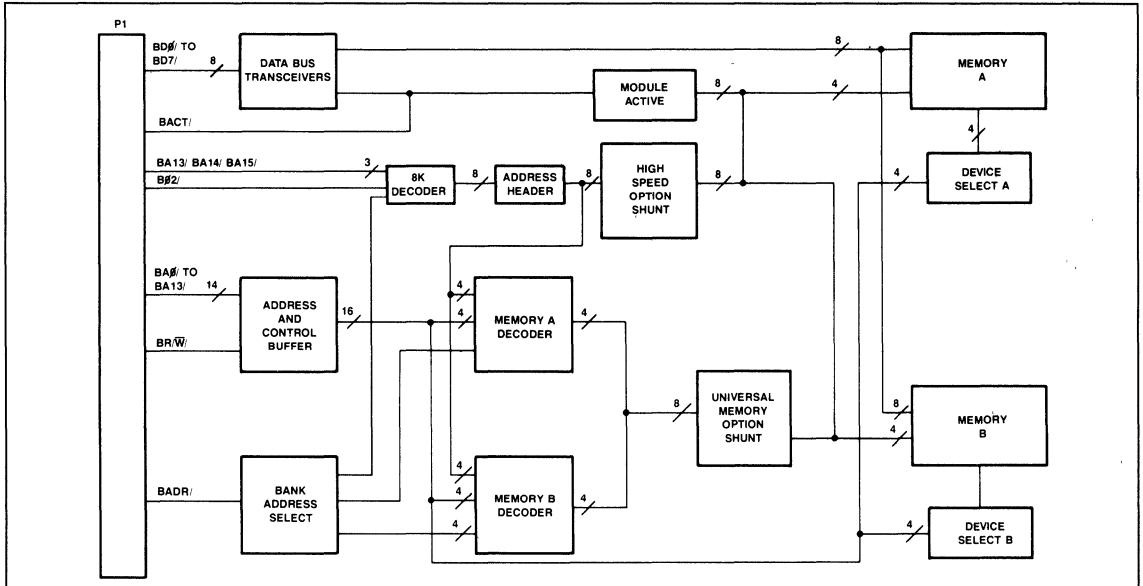 P1
BDØ/ TO
BD7/
8
DATA BUS
TRANSCEIVERS
8
MEMORY
A
MODULE
ACTIVE
8
4
BACT/
4
BA13/ BA14/ BA15/
3
BØ2/
8K
DECODER
8
ADDRESS
HEADER
8
HIGH
SPEED
OPTION
SHUNT
8
4
DEVICE
SELECT A
BAØ/ TO
BA13/
14
ADDRESS
AND
CONTROL
BUFFER
16
4
4
MEMORY A
DECODER
4
BR/W̅/
8
UNIVERSAL
MEMORY
OPTION
SHUNT
8
4
MEMORY
B
BADR/
BANK
ADDRESS
SELECT
4
4
4
MEMORY B
DECODER
4
4
DEVICE
SELECT B